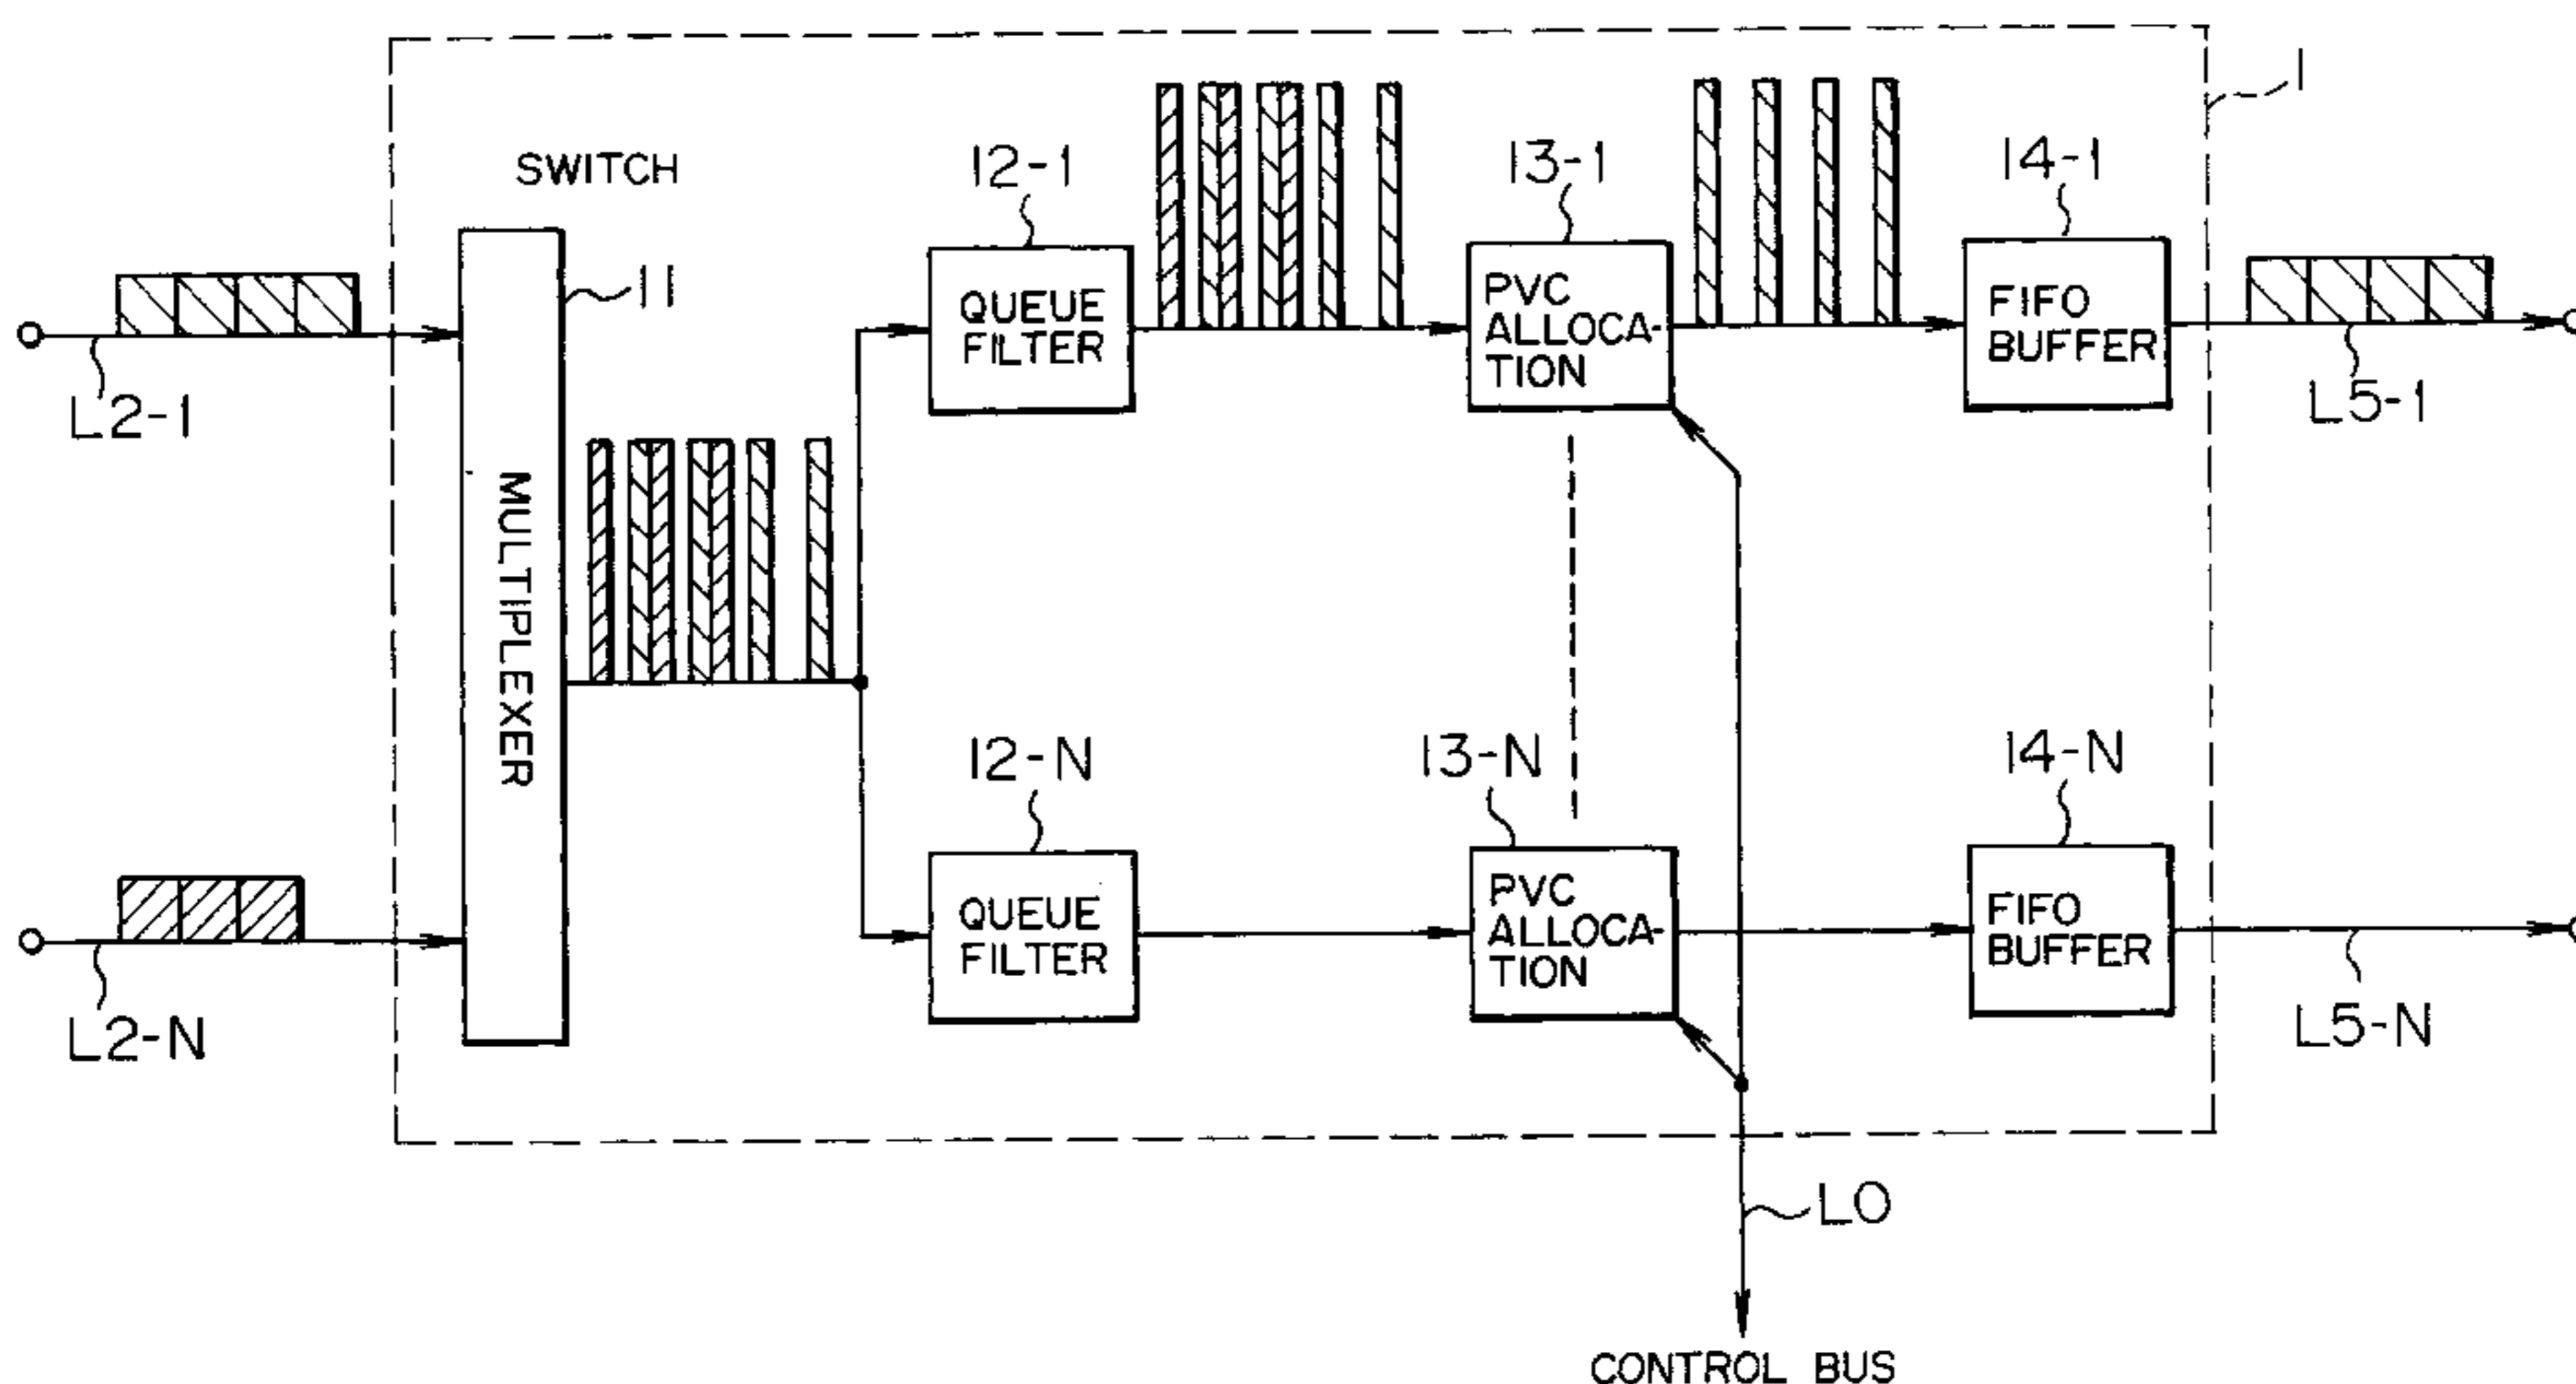 1
SWITCH
12-1
13-1
14-1
11
QUEUE
FILTER
PVC
ALLOCA-
TION
FIFO
BUFFER
L2-1
L5-1
MULTIPLEXER
12-N
13-N
14-N
QUEUE
FILTER
PVC
ALLOCA-
TION
FIFO
BUFFER
L2-N
L5-N
L0
CONTROL BUS